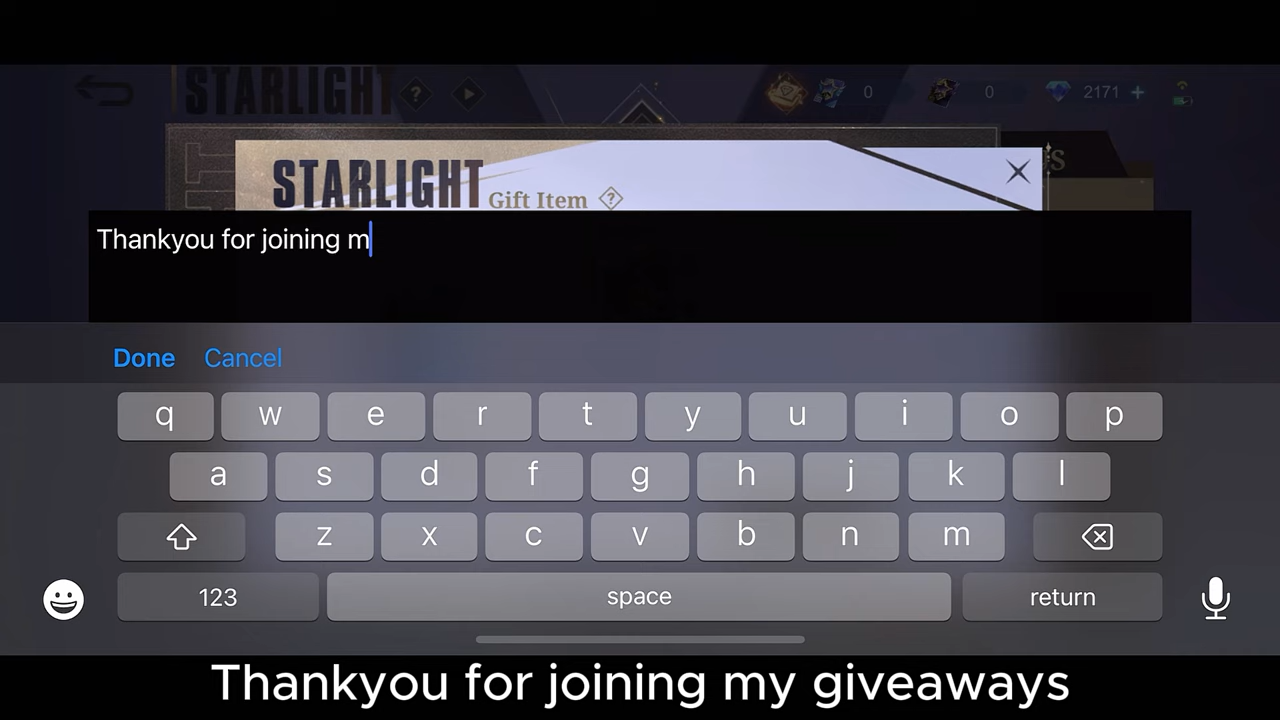 STARLIGHT ? 0 0 2171 +
STARLIGHT Gift Item ?
Thankyou for joining m
Done Cancel
q w e r t y u i o p
a s d f g h j k l
z x c v b n m
123 space return
Thankyou for joining my giveaways